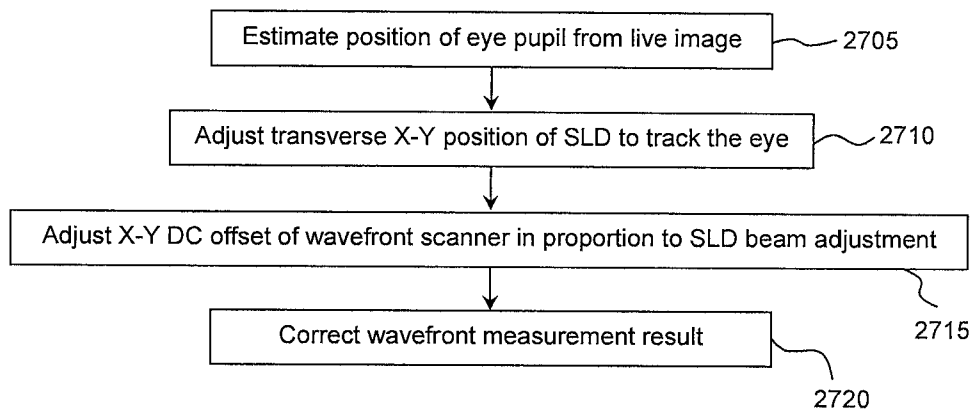 Estimate position of eye pupil from live image
2705
Adjust transverse X-Y position of SLD to track the eye
2710
Adjust X-Y DC offset of wavefront scanner in proportion to SLD beam adjustment
2715
Correct wavefront measurement result
2720